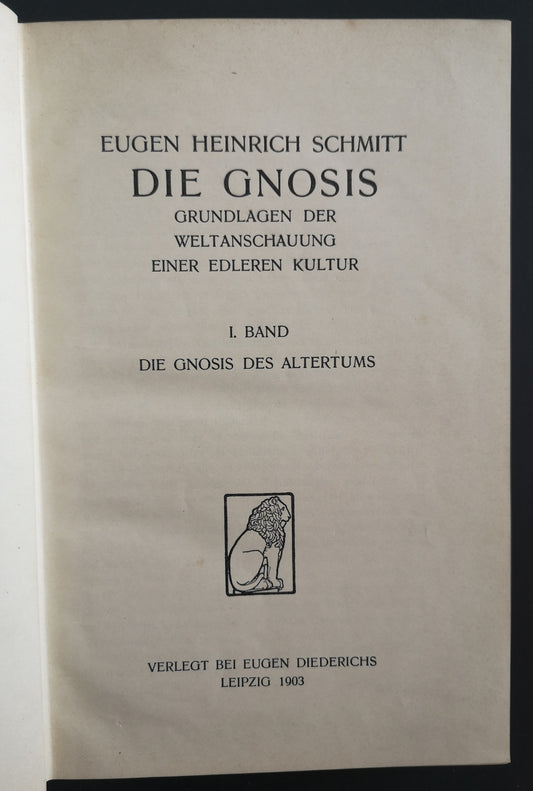 EUGEN HEINRICH SCHMITT
DIE GNOSIS
GRUNDLAGEN DER
WELTANSCHAUUNG
EINER EDLEREN KULTUR
I. BAND
DIE GNOSIS DES ALTERTUMS
VERLEGT BEI EUGEN DIEDERICHS
LEIPZIG 1903